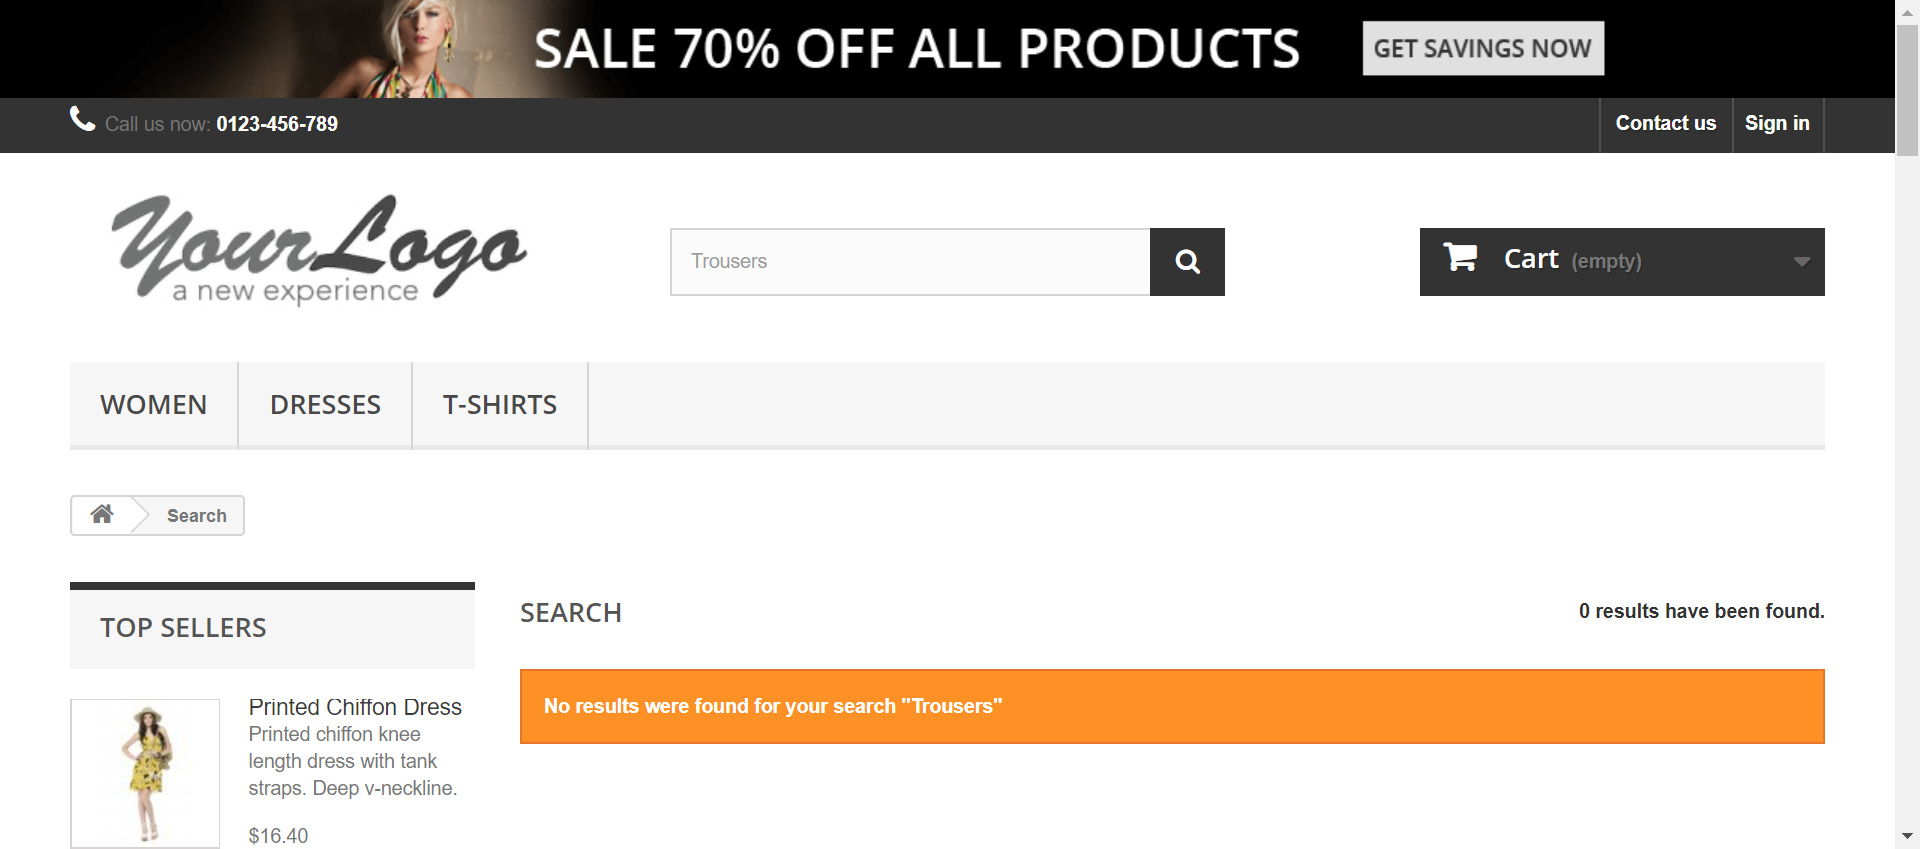 SALE 70% OFF ALL PRODUCTS
GET SAVINGS NOW
Call us now: 0123-456-789
Contact us
Sign in
Your Logo
a new experience
Trousers
Cart (empty)
WOMEN
DRESSES
T-SHIRTS
Search
TOP SELLERS
Printed Chiffon Dress
Printed chiffon knee
length dress with tank
straps. Deep v-neckline.
$16.40
SEARCH
0 results have been found.
No results were found for your search "Trousers"